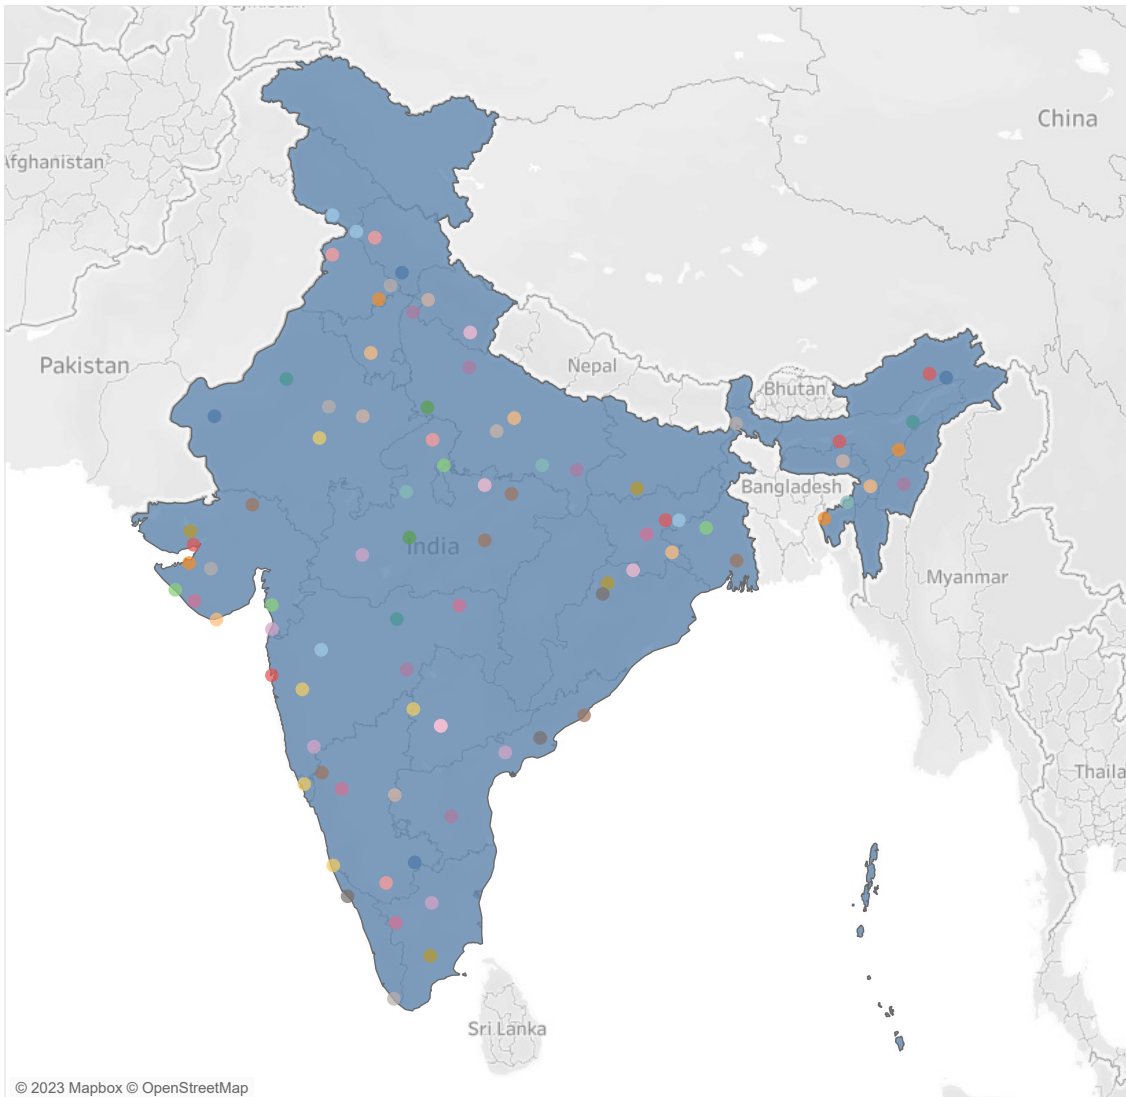 China
Afghanistan
Pakistan
Nepal
Bhutan
Bangladesh
India
Myanmar
Thaila
Sri Lanka
© 2023 Mapbox © OpenStreetMap